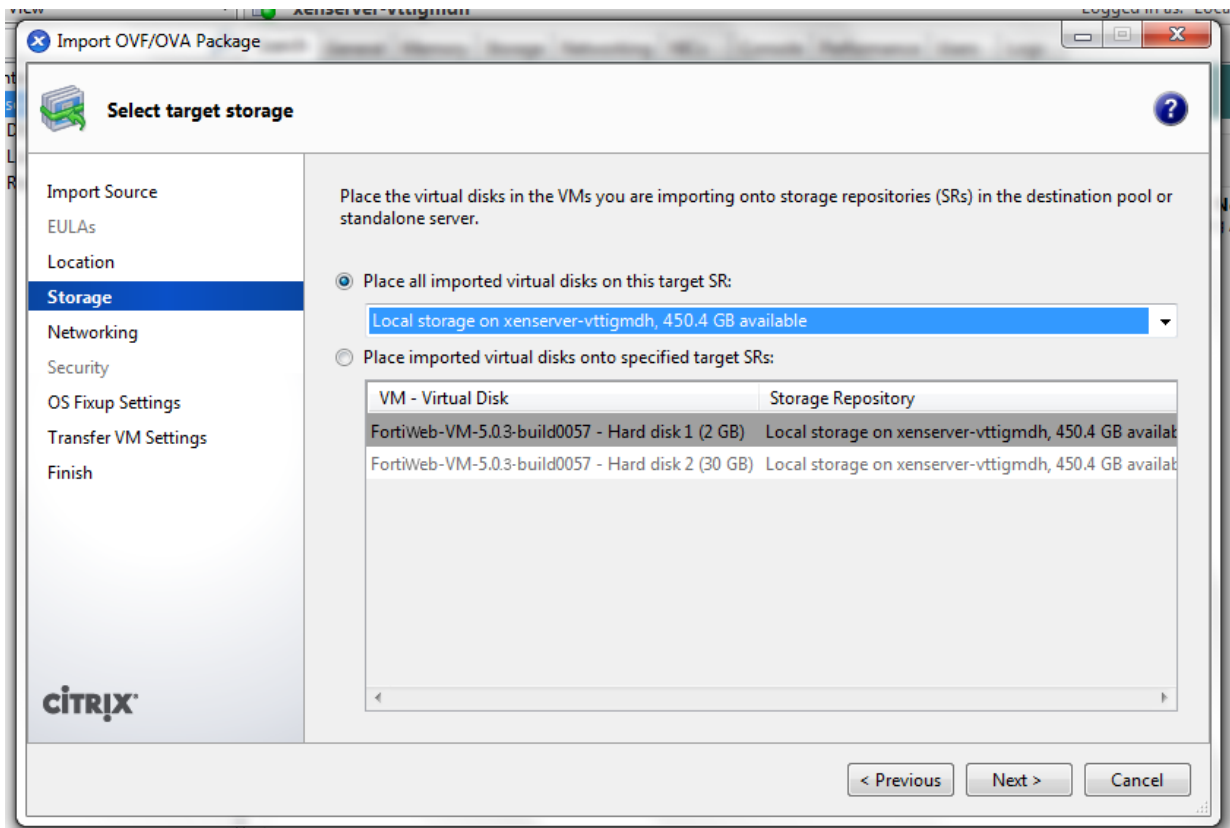 View
xenserver-vttigmdh
Logged in as:
Import OVF/OVA Package
Select target storage
?
Import Source
EULAs
Location
Storage
Networking
Security
OS Fixup Settings
Transfer VM Settings
Finish
Place the virtual disks in the VMs you are importing onto storage repositories (SRs) in the destination pool or
standalone server.
Place all imported virtual disks on this target SR:
Local storage on xenserver-vttigmdh, 450.4 GB available
Place imported virtual disks onto specified target SRs:
VM - Virtual Disk Storage Repository
FortiWeb-VM-5.0.3-build0057 - Hard disk 1 (2 GB) Local storage on xenserver-vttigmdh, 450.4 GB availab
FortiWeb-VM-5.0.3-build0057 - Hard disk 2 (30 GB) Local storage on xenserver-vttigmdh, 450.4 GB availab
CITRIX
< Previous Next > Cancel